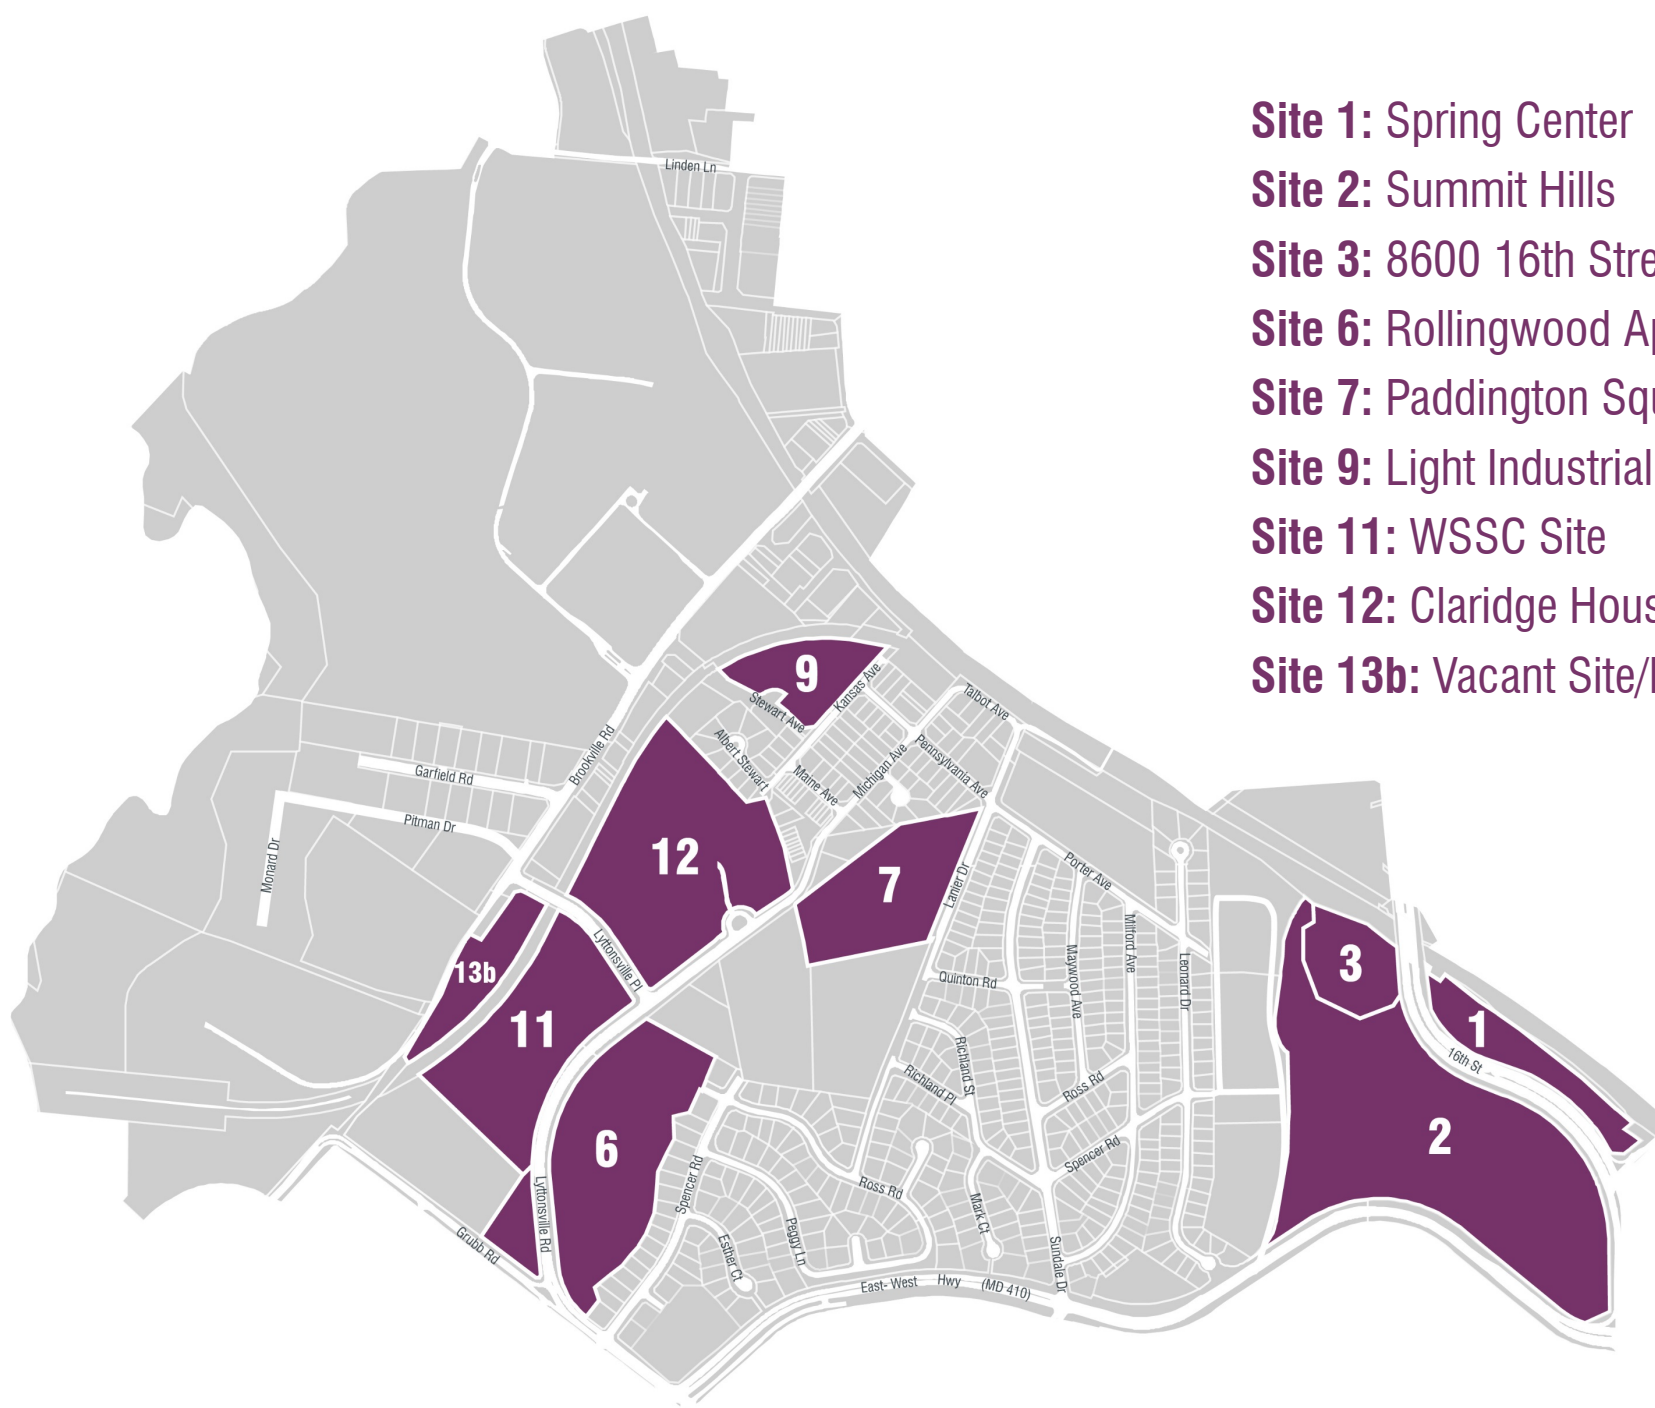 Site 1: Spring Center
Site 2: Summit Hills
Site 3: 8600 16th Stre
Site 6: Rollingwood A
Site 7: Paddington Squ
Site 9: Light Industrial
Site 11: WSSC Site
Site 12: Claridge Hous
Site 13b: Vacant Site/
Linden Ln
9
Kansas Ave
Stewart Ave
Talbot Ave
Albert Stewart
Brookville Rd
Pennsylvania Ave
Michigan Ave
Maine Ave
Garfield Rd
Pitman Dr
Monard Dr
12
7
Lanier Dr
Porter Ave
Milford Ave
Maywood Ave
Leonard Dr
Lyttonsville Pl
13b
11
Quinton Rd
3
1
16th St
Richland St
Richland Pl
Ross Rd
6
2
Spencer Rd
Spencer Rd
Ross Rd
Mark Ct
Peggy Ln
Esther Ct
Sundale Dr
Lyttonsville Rd
Grubb Rd
East- West Hwy (MD 410)